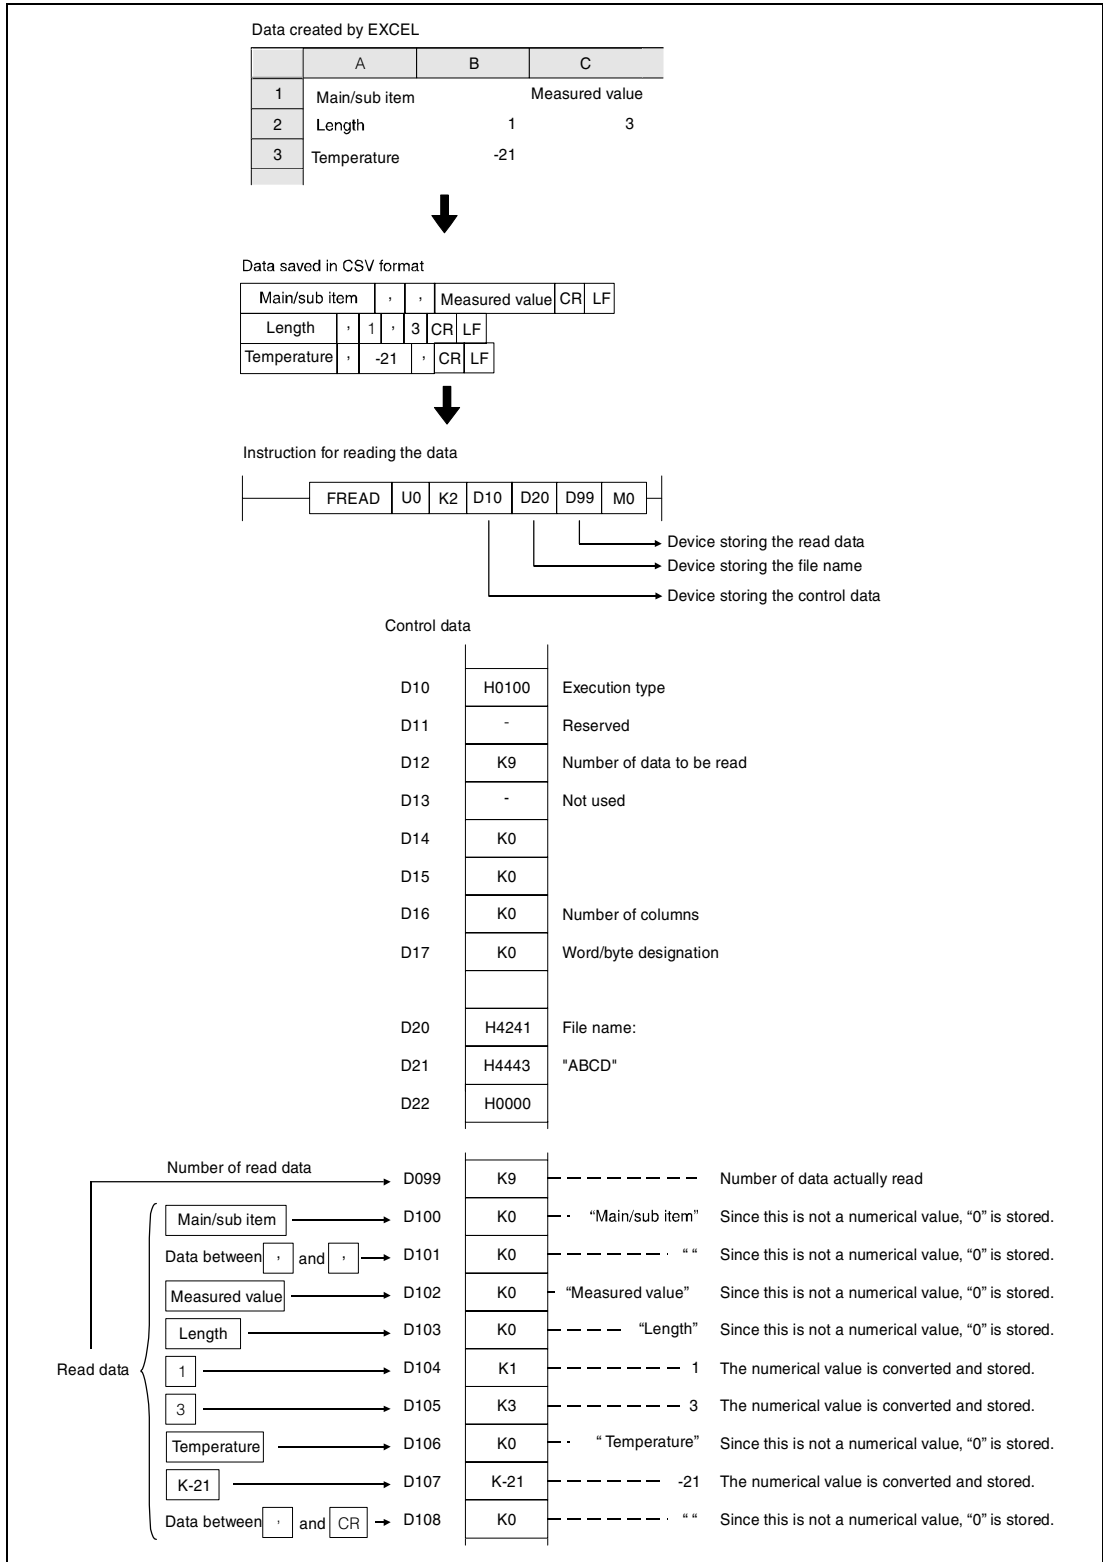 Data created by EXCEL
A B C
1 Main/sub item Measured value
2 Length 1 3
3 Temperature -21
Data saved in CSV format
Main/sub item , , Measured value CR LF
Length , 1 , 3 CR LF
Temperature , -21 , CR LF
Instruction for reading the data
FREAD U0 K2 D10 D20 D99 M0
Device storing the read data
Device storing the file name
Device storing the control data
Control data
D10 H0100 Execution type
D11 - Reserved
D12 K9 Number of data to be read
D13 - Not used
D14 K0
D15 K0
D16 K0 Number of columns
D17 K0 Word/byte designation
D20 H4241 File name:
D21 H4443 "ABCD"
D22 H0000
Number of read data D099 K9 Number of data actually read
Main/sub item D100 K0 “Main/sub item” Since this is not a numerical value, “0” is stored.
Data between , and , D101 K0 “ “ Since this is not a numerical value, “0” is stored.
Measured value D102 K0 “Measured value” Since this is not a numerical value, “0” is stored.
Length D103 K0 “Length” Since this is not a numerical value, “0” is stored.
Read data 1 D104 K1 1 The numerical value is converted and stored.
3 D105 K3 3 The numerical value is converted and stored.
Temperature D106 K0 “ Temperature” Since this is not a numerical value, “0” is stored.
K-21 D107 K-21 -21 The numerical value is converted and stored.
Data between , and CR D108 K0 “ “ Since this is not a numerical value, “0” is stored.